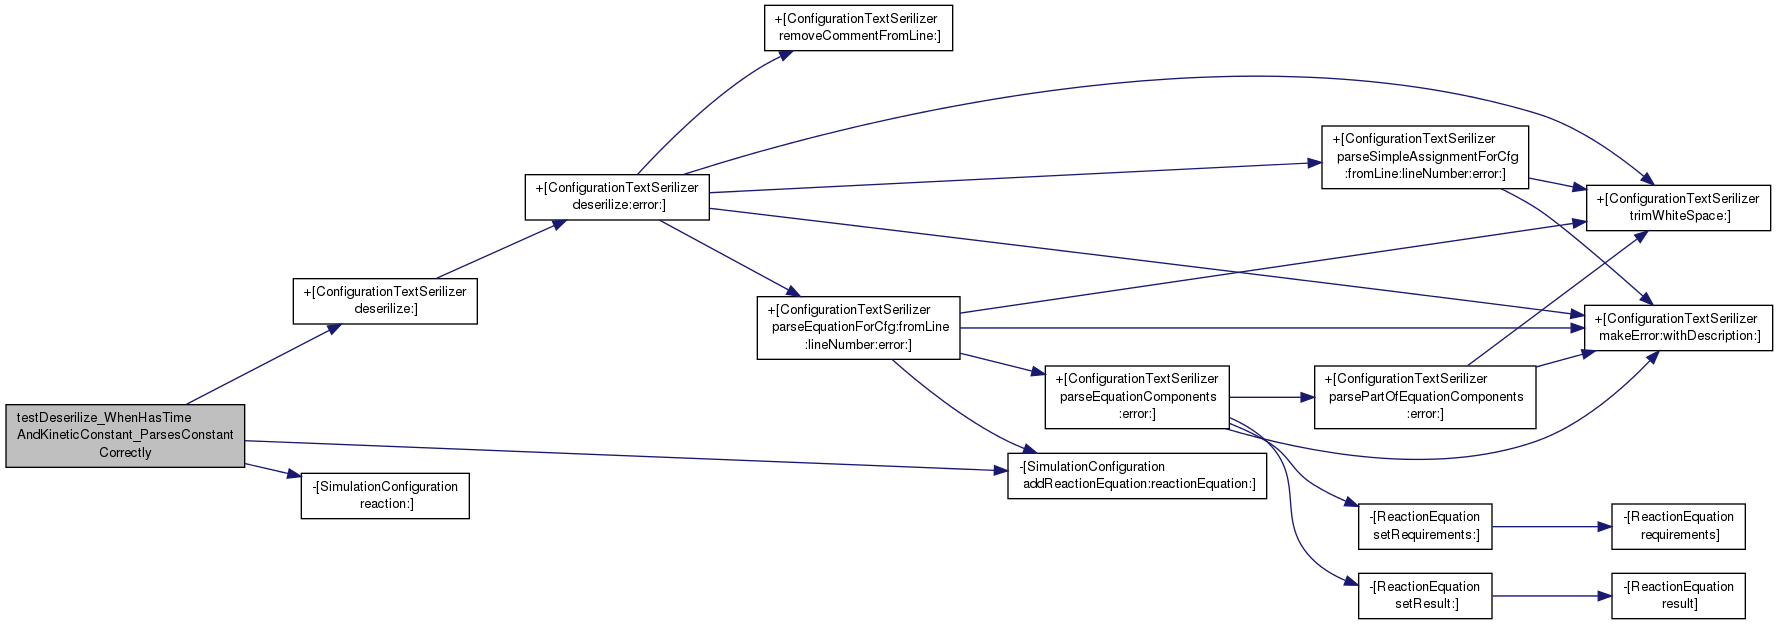 +[ConfigurationTextSerilizer
removeCommentFromLine:]
+[ConfigurationTextSerilizer
parseSimpleAssignmentForCfg
:fromLine:lineNumber:error:]
+[ConfigurationTextSerilizer
deserilize:error:]
+[ConfigurationTextSerilizer
trimWhiteSpace:]
+[ConfigurationTextSerilizer
deserilize:]
+[ConfigurationTextSerilizer
parseEquationForCfg:fromLine
:lineNumber:error:]
+[ConfigurationTextSerilizer
makeError:withDescription:]
+[ConfigurationTextSerilizer
parseEquationComponents
:error:]
+[ConfigurationTextSerilizer
parsePartOfEquationComponents
:error:]
testDeserilize_WhenHasTime
AndKineticConstant_ParsesConstant
Correctly
-[SimulationConfiguration
reaction:]
-[SimulationConfiguration
addReactionEquation:reactionEquation:]
-[ReactionEquation
setRequirements:]
-[ReactionEquation
requirements]
-[ReactionEquation
setResult:]
-[ReactionEquation
result]